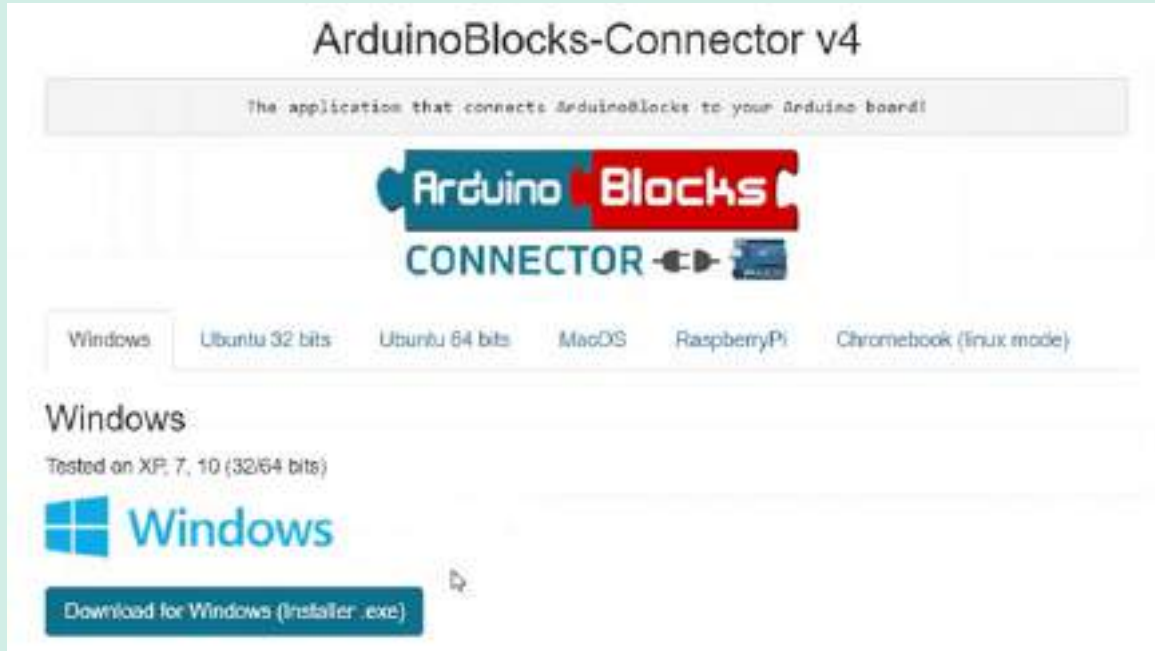 ArduinoBlocks-Connector v4
The application that connects ArduinoBlocks to your Arduino board!
Arduino Blocks
CONNECTOR
Windows Ubuntu 32 bits Ubuntu 64 bits MacOS RaspberryPi Chromebook (linux mode)
Windows
Tested on XP, 7, 10 (32/64 bits)
Windows
Download for Windows (Installer .exe)